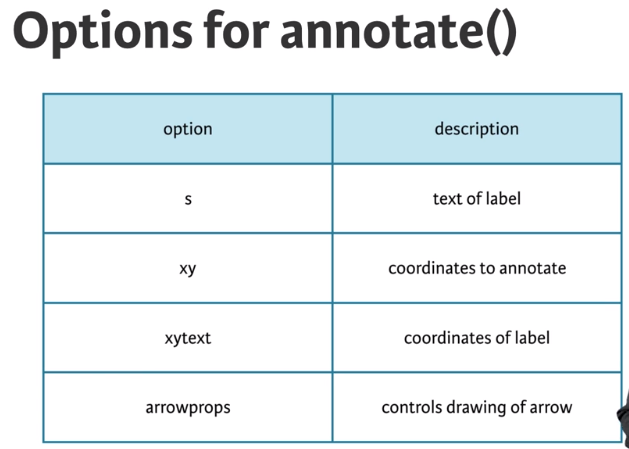 Options for annotate()
option description
s text of label
xy coordinates to annotate
xytext coordinates of label
arrowprops controls drawing of arrow